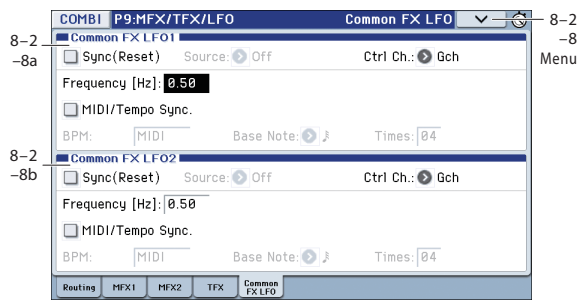 COMBI P9:MFX/TFX/LFO Common FX LFO
8–2
–8
Menu
8–2
–8a
Common FX LFO1
Sync(Reset) Source: Off Ctrl Ch.: Gch
Frequency [Hz]: 0.50
MIDI/Tempo Sync.
BPM: MIDI Base Note: Times: 04
8–2
–8b
Common FX LFO2
Sync(Reset) Source: Off Ctrl Ch.: Gch
Frequency [Hz]: 0.50
MIDI/Tempo Sync.
BPM: MIDI Base Note: Times: 04
Routing MFX1 MFX2 TFX Common
FX LFO